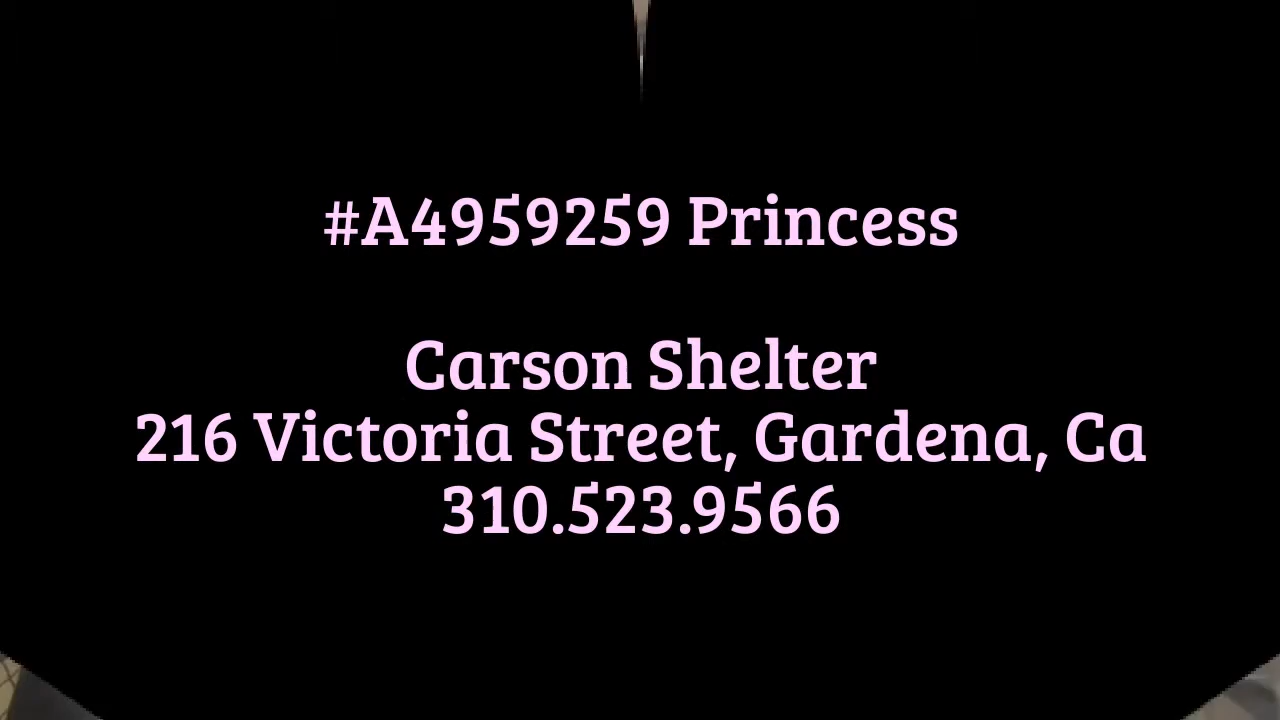 #A4959259 Princess
Carson Shelter
216 Victoria Street, Gardena, Ca
310.523.9566